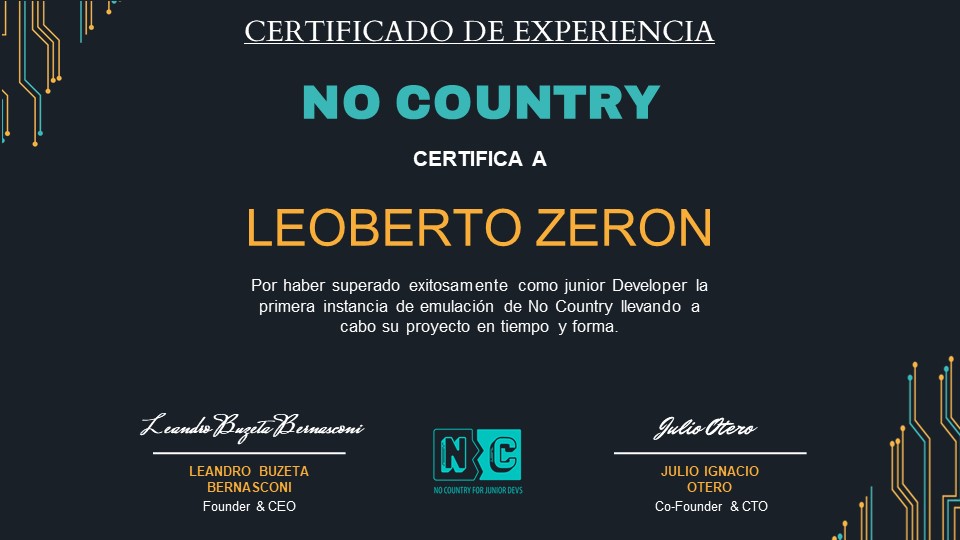 CERTIFICADO DE EXPERIENCIA
NO COUNTRY
CERTIFICA A
LEOBERTO ZERON
Por haber superado exitosamente como junior Developer la
primera instancia de emulación de No Country llevando a
cabo su proyecto en tiempo y forma.
Leandro Buzeta Bernasconi
LEANDRO BUZETA
BERNASCONI
Founder & CEO
N C
NO COUNTRY FOR JUNIOR DEVS
Julio Otero
JULIO IGNACIO
OTERO
Co-Founder & CTO